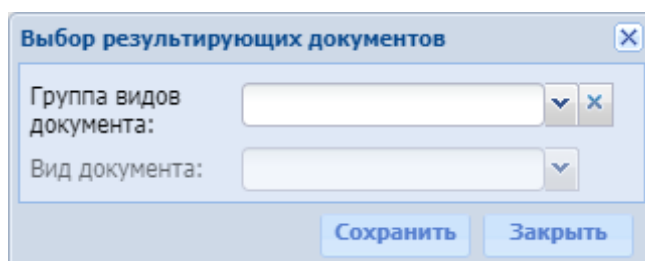 Выбор результирующих документов
Группа видов
документа:
Вид документа:
Сохранить Закрыть